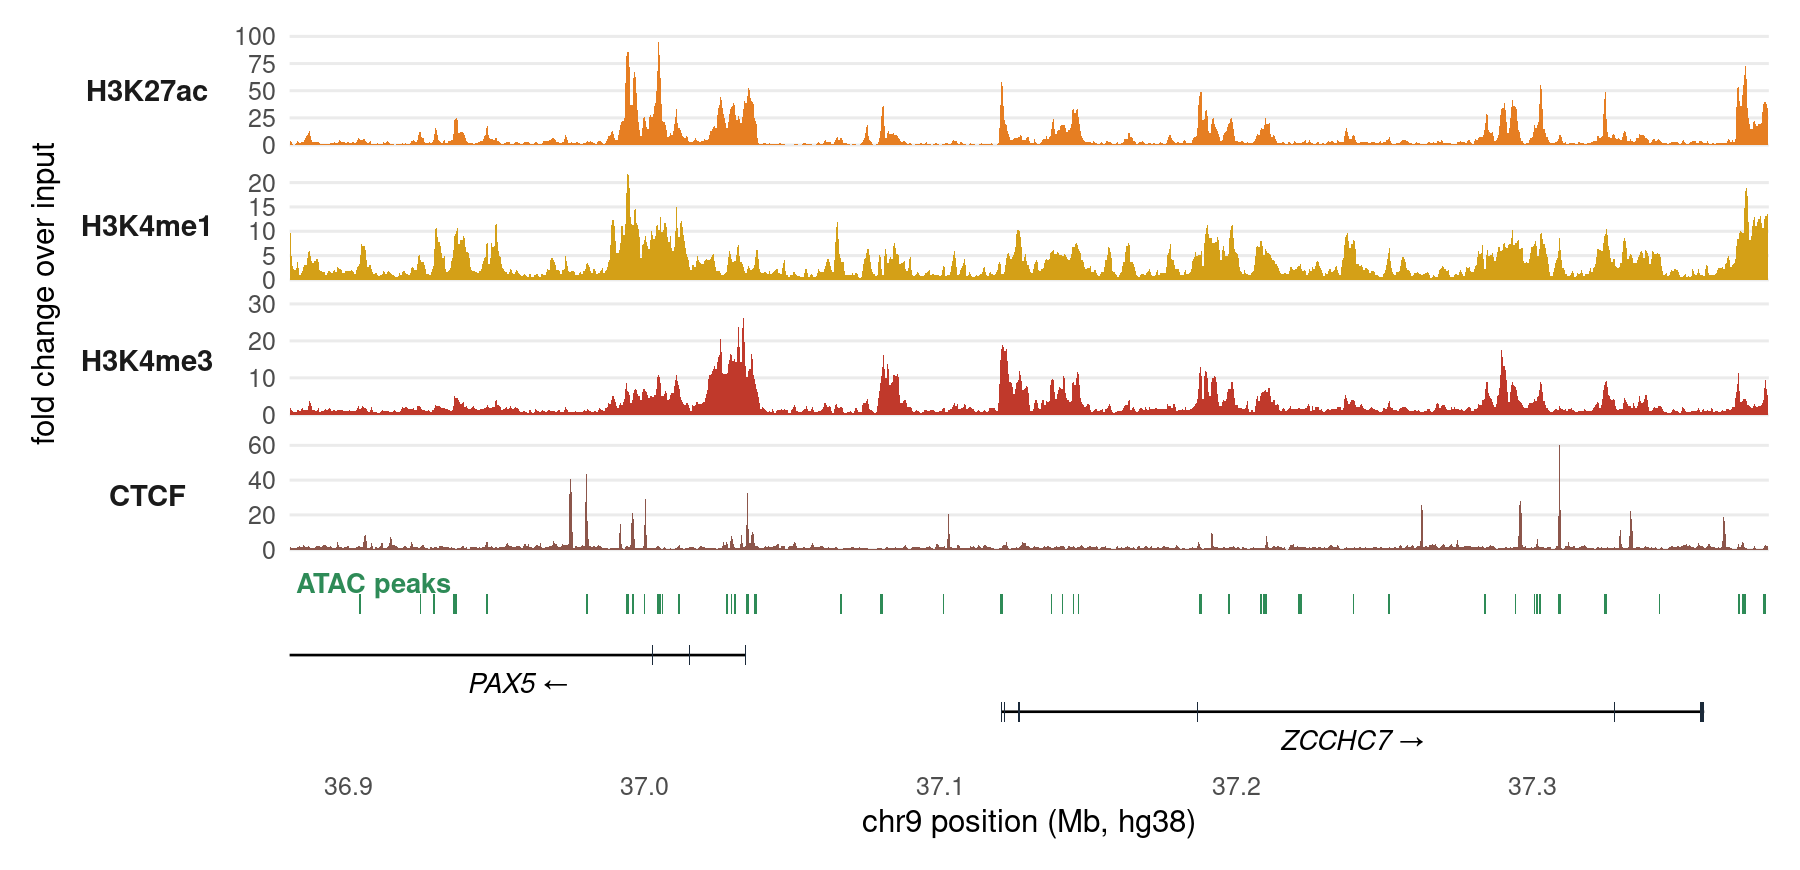 fold change over input
H3K27ac
100
75
50
25
0
H3K4me1
20
15
10
5
0
H3K4me3
30
20
10
0
CTCF
60
40
20
0
ATAC peaks
PAX5 ←
ZCCHC7 →
36.9 37.0 37.1 37.2 37.3
chr9 position (Mb, hg38)